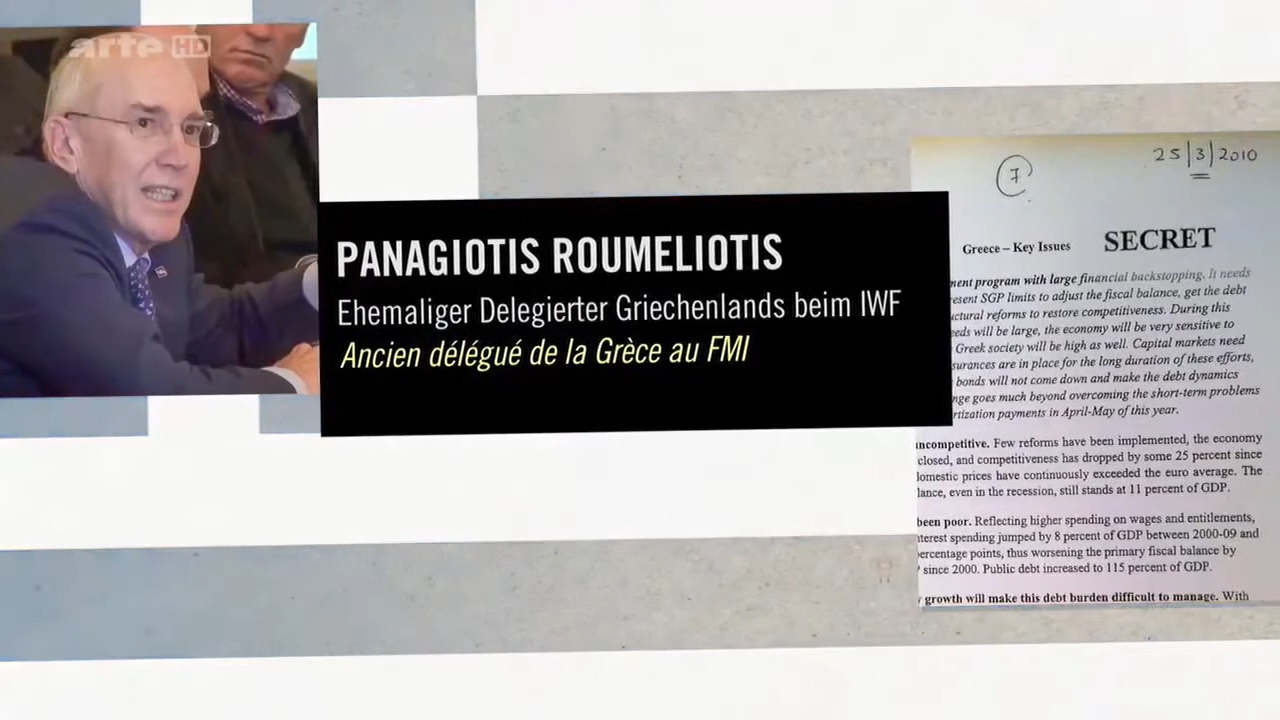 arte HD
PANAGIOTIS ROUMELIOTIS
Ehemaliger Delegierter Griechenlands beim IWF
Ancien délégué de la Grèce au FMI
7
25|3|2010
Greece – Key Issues SECRET
program with large financial backstopping. It needs
SGP limits to adjust the fiscal balance, get the debt
reforms to restore competitiveness. During this
will be large, the economy will be very sensitive to
Greek society will be high as well. Capital markets need
are in place for the long duration of these efforts,
bonds will not come down and make the debt dynamics
goes much beyond overcoming the short-term problems
payments in April-May of this year.
Few reforms have been implemented, the economy
closed, and competitiveness has dropped by some 25 percent since
prices have continuously exceeded the euro average. The
even in the recession, still stands at 11 percent of GDP.
been poor. Reflecting higher spending on wages and entitlements,
spending jumped by 8 percent of GDP between 2000-09 and
points, thus worsening the primary fiscal balance by
since 2000. Public debt increased to 115 percent of GDP.
growth will make this debt burden difficult to manage. With